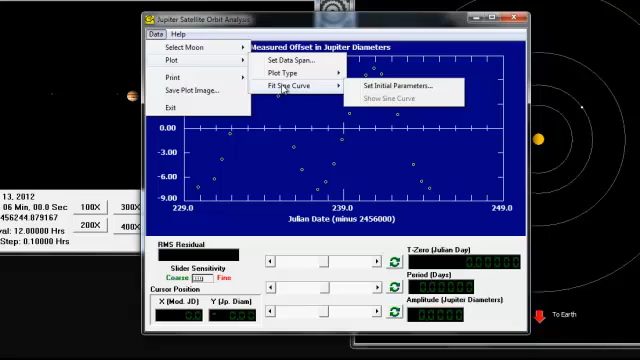 Jupiter Satellite Orbit Analysis
Data Help
Select Moon
Plot
Print
Save Plot Image...
Exit
Measured Offset in Jupiter Diameters
Set Data Span...
Plot Type
Fit Sine Curve
Set Initial Parameters...
Show Sine Curve
0.00
-3.00
-6.00
-9.00
229.0 239.0 249.0
Julian Date (minus 2456000)
13, 2012
06 Min, 00.0 Sec
456244.879167
val: 12.00000 Hrs
Step: 0.10000 Hrs
100X 300X
200X 400X
RMS Residual
Slider Sensitivity
Coarse Fine
Cursor Position
X (Mod. JD) Y (Jp. Diam)
T-Zero (Julian Day)
Period (Days)
Amplitude (Jupiter Diameters)
To Earth